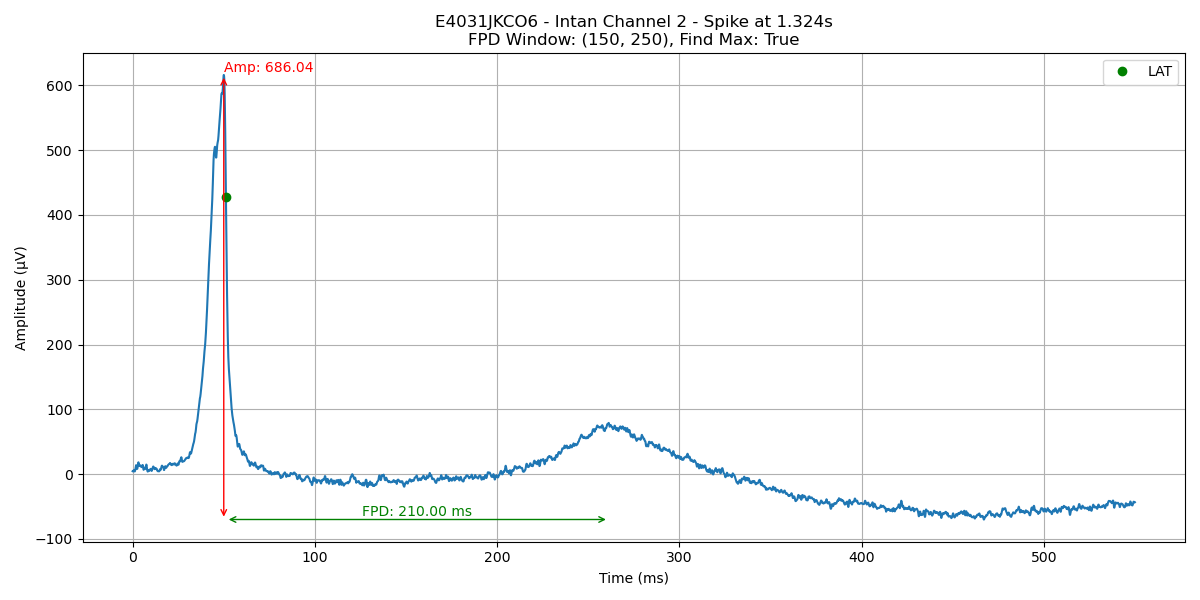 E4031JKCO6 - Intan Channel 2 - Spike at 1.324s
FPD Window: (150, 250), Find Max: True
Amp: 686.04
LAT
600
500
400
300
200
100
0
−100
Amplitude (µV)
FPD: 210.00 ms
0 100 200 300 400 500
Time (ms)